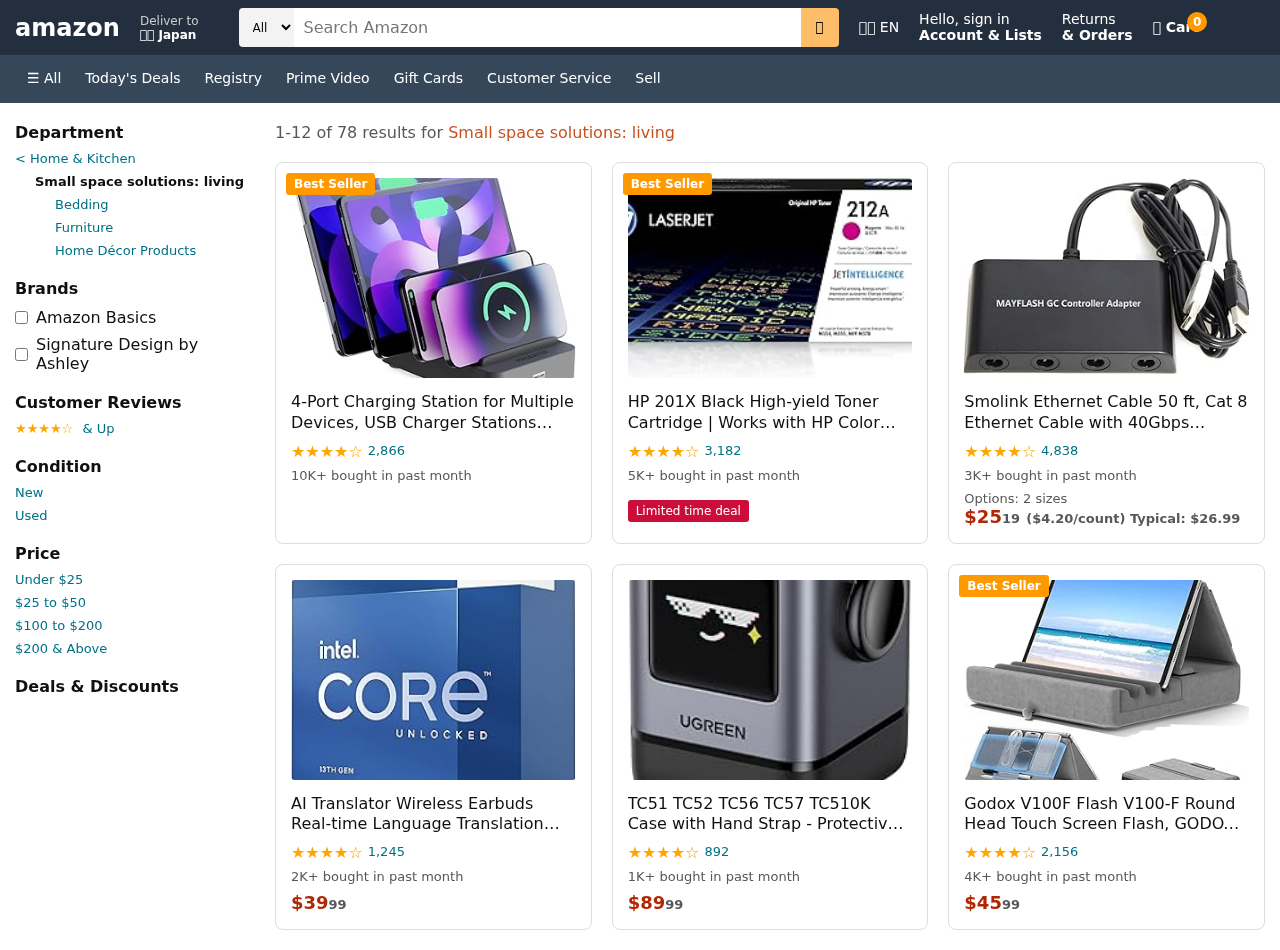 amazon
Deliver to
Japan
All
Search Amazon
EN
Hello, sign in
Account & Lists
Returns
& Orders
0
☰ All
Today's Deals
Registry
Prime Video
Gift Cards
Customer Service
Sell
Department
< Home & Kitchen
Small space solutions: living
Bedding
Furniture
Home Décor Products
Brands
Amazon Basics
Signature Design by
Ashley
Customer Reviews
★★★★☆ & Up
Condition
New
Used
Price
Under $25
$25 to $50
$100 to $200
$200 & Above
Deals & Discounts
1-12 of 78 results for Small space solutions: living
Best Seller
4-Port Charging Station for Multiple
Devices, USB Charger Stations...
★★★★☆ 2,866
10K+ bought in past month
Best Seller
hp
Original HP Toner
LASERJET
212A
JETINTELLIGENCE
HP 201X Black High-yield Toner
Cartridge | Works with HP Color...
★★★★☆ 3,182
5K+ bought in past month
Limited time deal
MAYFLASH GC Controller Adapter
Smolink Ethernet Cable 50 ft, Cat 8
Ethernet Cable with 40Gbps...
★★★★☆ 4,838
3K+ bought in past month
Options: 2 sizes
$25 19 ($4.20/count) Typical: $26.99
intel.
CORE™
UNLOCKED
13TH GEN
AI Translator Wireless Earbuds
Real-time Language Translation...
★★★★☆ 1,245
2K+ bought in past month
$39 99
UGREEN
TC51 TC52 TC56 TC57 TC510K
Case with Hand Strap - Protectiv...
★★★★☆ 892
1K+ bought in past month
$89 99
Best Seller
Godox V100F Flash V100-F Round
Head Touch Screen Flash, GODO...
★★★★☆ 2,156
4K+ bought in past month
$45 99